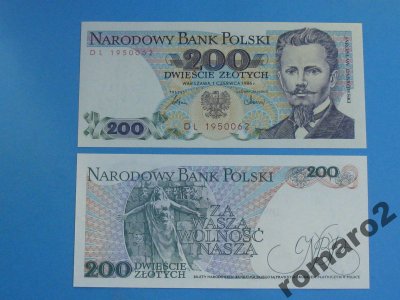 NARODOWY BANK POLSKI
DL 1950062
200
DWIEŚCIE ZŁOTYCH
WARSZAWA 1 CZERWCA 1986
DL 1950062
200
NARODOWY BANK POLSKI
200
ZA
WASZĄ
WOLNOŚĆ
I NASZĄ
200
DWIEŚCIE
ZŁOTYCH
romaro2